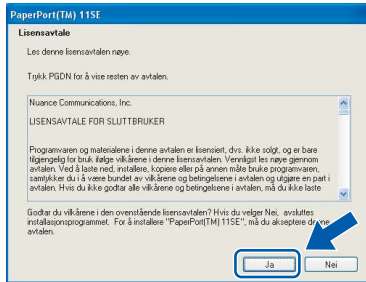 PaperPort(TM) 11SE
Lisensavtale
Les denne lisensavtalen nøye.
Trykk PGDN for å vise resten av avtalen.
Nuance Communications, Inc.
LISENSAVTALE FOR SLUTTBRUKER
Programvaren og materialene i denne avtalen er lisensiert, dvs. ikke solgt, og er bare
tilgjengelig for bruk ifølge vilkårene i denne lisensavtalen. Vennligst les nøye gjennom
avtalen. Ved å laste ned, installere, kopiere eller på annen måte bruke programvaren,
samtykker du i å være bundet av vilkårene og betingelsene i avtalen og utgjøre en part i
avtalen. Hvis du ikke godtar alle vilkårene og betingelsene i avtalen, må du ikke laste
Godtar du vilkårene i den ovenstående lisensavtalen? Hvis du velger Nei, avsluttes
installasjonsprogrammet. For å installere "PaperPort(TM) 11SE", må du akseptere denne
avtalen.
Ja
Nei